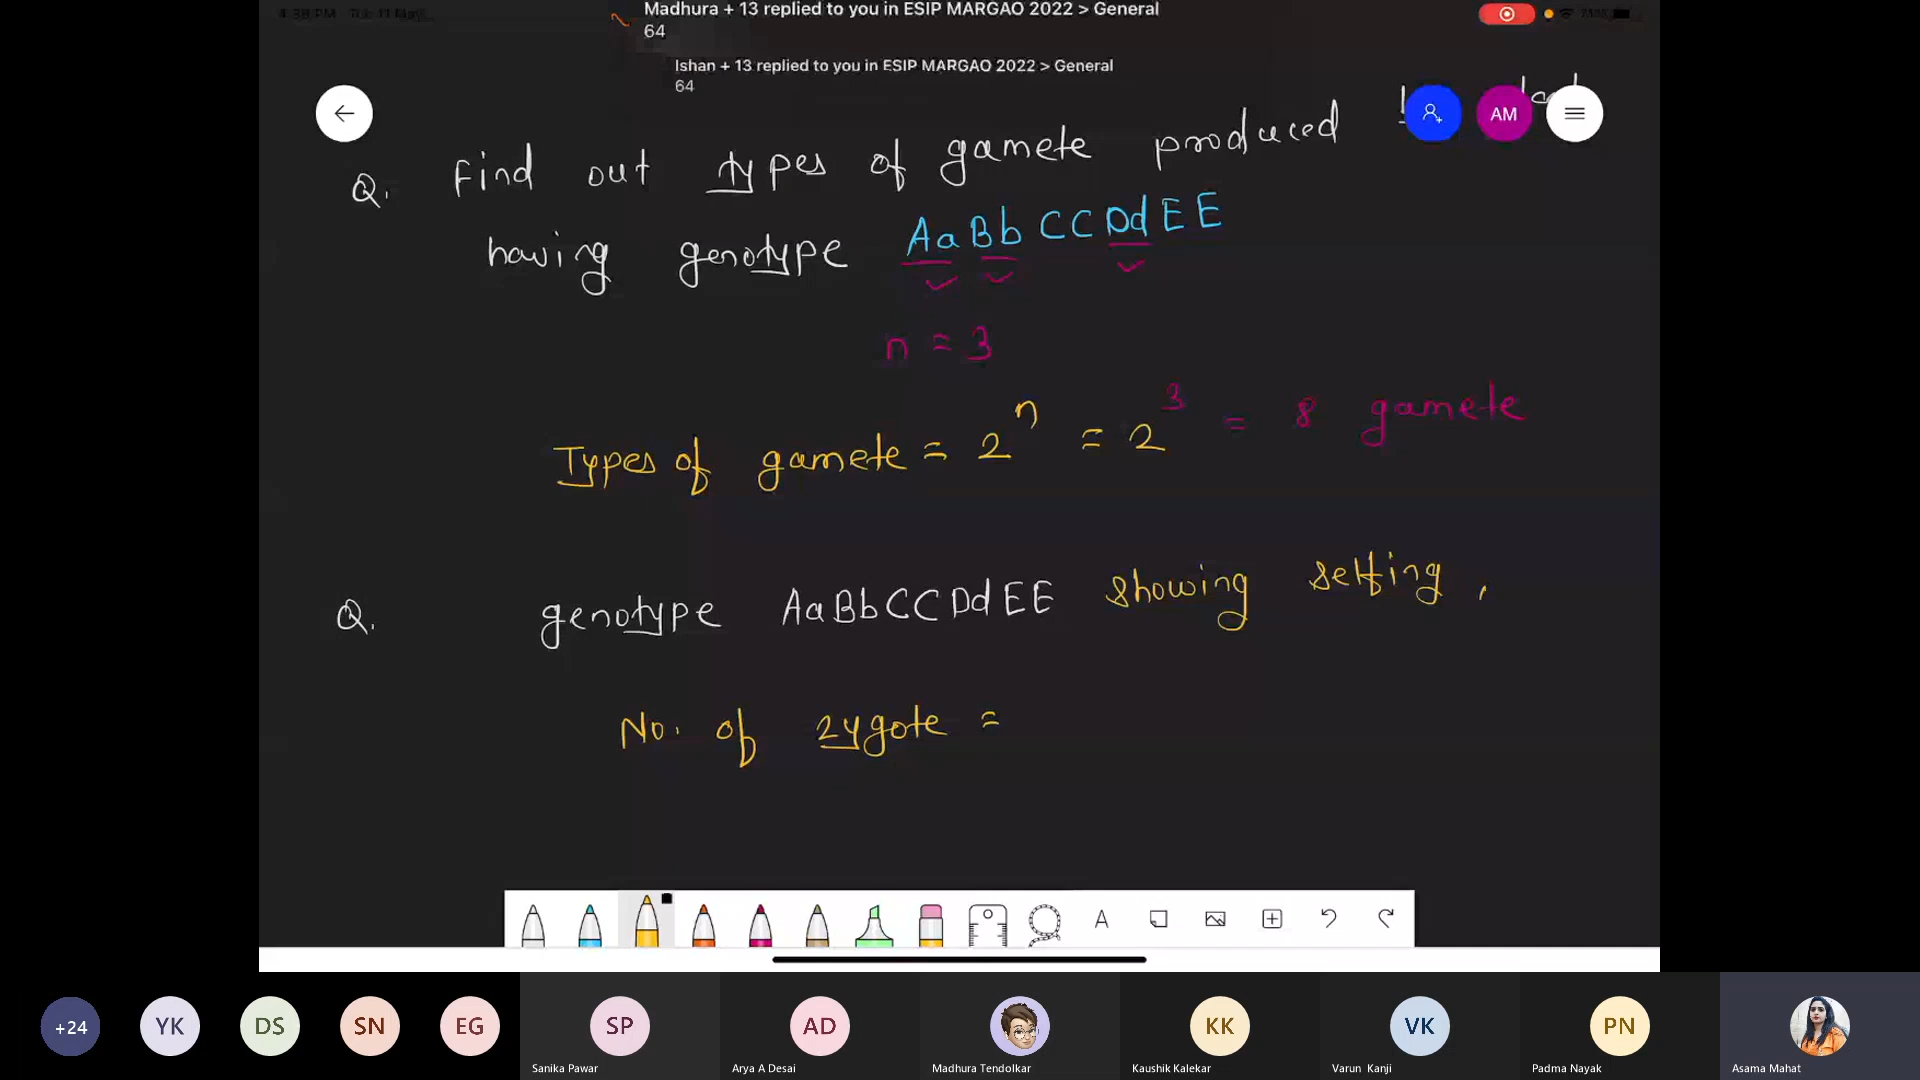 Madhura + 13 replied to you in ESIP MARGAO 2022 > General
64
Ishan + 13 replied to you in ESIP MARGAO 2022 > General
64
AM
Q. Find out types of gamete produced
having genotype AaBbCCDdEE
n = 3
Types of gamete = 2^n = 2^3 = 8 gamete
Q. genotype AaBbCCDdEE showing selfing,
No. of zygote =
A
+24 YK DS SN EG SP AD KK VK PN
Sanika Pawar Arya A Desai Madhura Tendolkar Kaushik Kalekar Varun Kanji Padma Nayak Asama Mahat